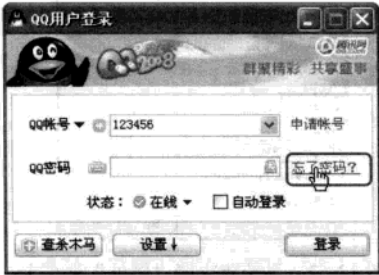 QQ用户登录
QQ2008
腾讯网
群聚精彩 共享盛事
QQ帐号 123456 申请帐号
QQ密码 忘了密码?
状态: 在线 自动登录
查杀木马 设置↓ 登录